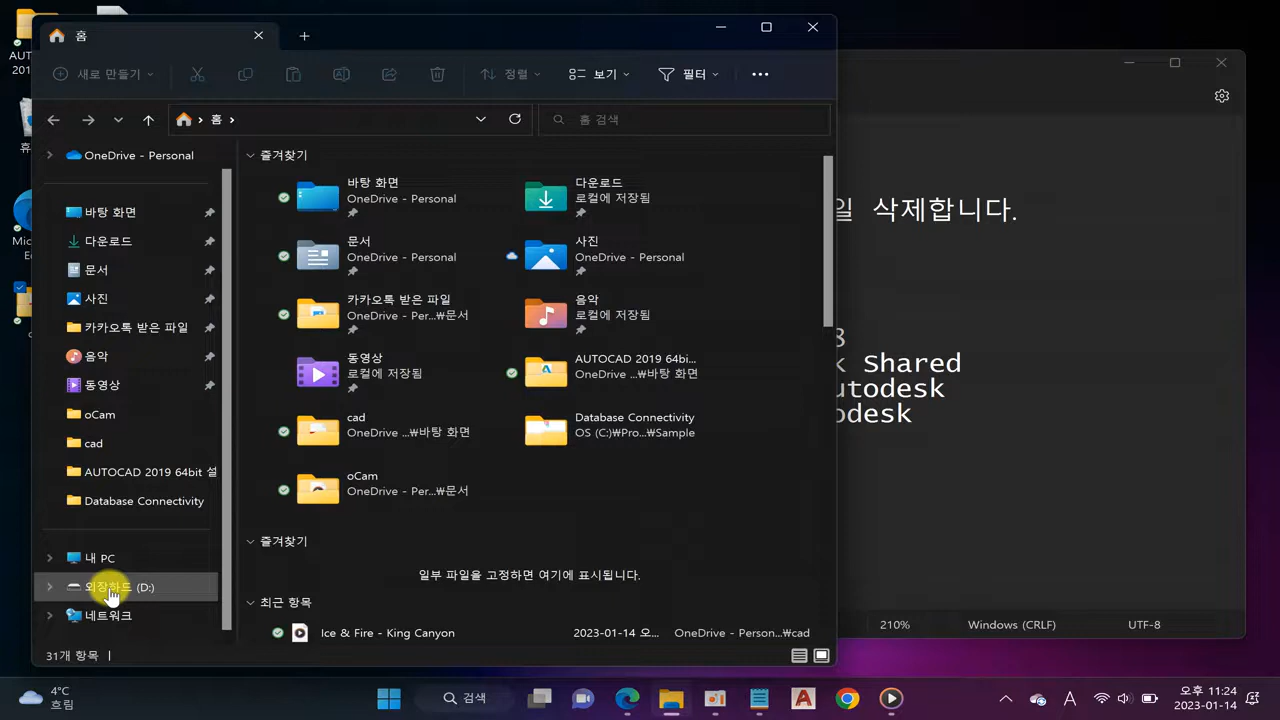 AUT
201
휴
Mic
Ec
홈
새로 만들기
정렬
보기
필터
홈
홈 검색
OneDrive - Personal
바탕 화면
다운로드
문서
사진
카카오톡 받은 파일
음악
동영상
oCam
cad
AUTOCAD 2019 64bit 설
Database Connectivity
내 PC
외장하드 (D:)
네트워크
즐겨찾기
바탕 화면
OneDrive - Personal
다운로드
로컬에 저장됨
문서
OneDrive - Personal
사진
OneDrive - Personal
카카오톡 받은 파일
OneDrive - Per...₩문서
음악
로컬에 저장됨
동영상
로컬에 저장됨
AUTOCAD 2019 64bi...
OneDrive ...₩바탕 화면
cad
OneDrive ...₩바탕 화면
Database Connectivity
OS (C:)₩Pro...₩Sample
oCam
OneDrive - Per...₩문서
즐겨찾기
일부 파일을 고정하면 여기에 표시됩니다.
최근 항목
Ice & Fire - King Canyon 2023-01-14 오... OneDrive - Person...₩cad
31개 항목
일 삭제합니다.
8
k Shared
utodesk
odesk
210%
Windows (CRLF)
UTF-8
4°C
흐림
검색
A
오후 11:24
2023-01-14